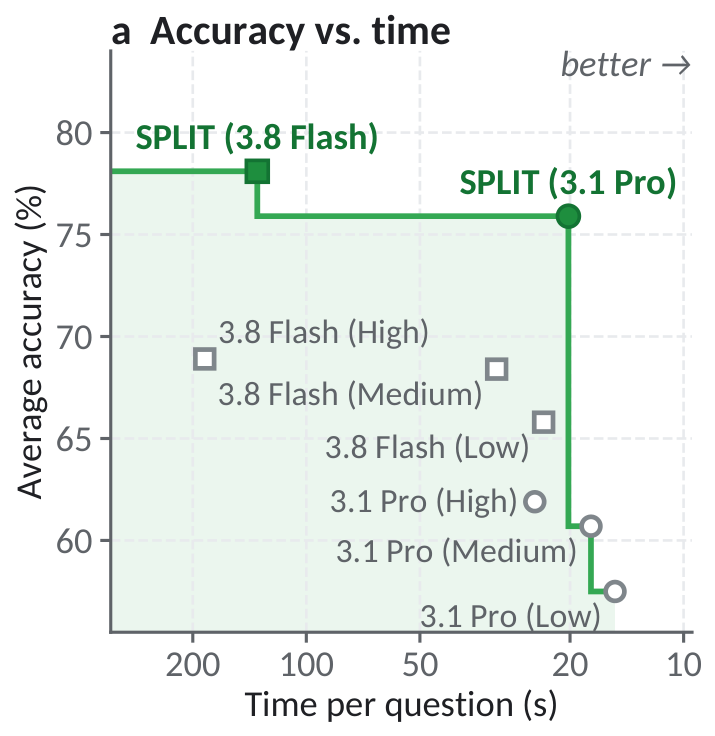 a Accuracy vs. time
better →
SPLIT (3.8 Flash)
SPLIT (3.1 Pro)
3.8 Flash (High)
3.8 Flash (Medium)
3.8 Flash (Low)
3.1 Pro (High)
3.1 Pro (Medium)
3.1 Pro (Low)
Average accuracy (%)
80
75
70
65
60
200 100 50 20 10
Time per question (s)